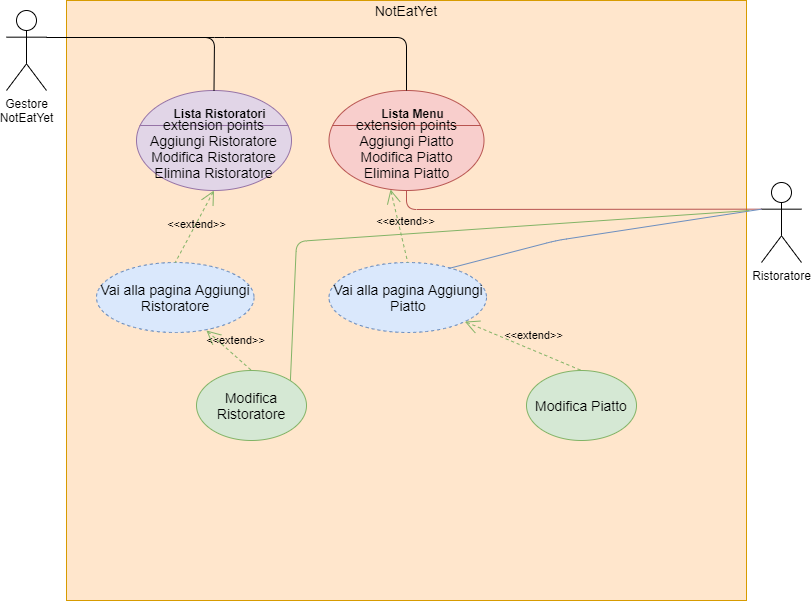 NotEatYet
Gestore
NotEatYet
Lista Ristoratori
extension points
Aggiungi Ristoratore
Modifica Ristoratore
Elimina Ristoratore
Lista Menu
extension points
Aggiungi Piatto
Modifica Piatto
Elimina Piatto
<<extend>>
<<extend>>
Ristoratore
Vai alla pagina Aggiungi
Ristoratore
Vai alla pagina Aggiungi
Piatto
<<extend>>
<<extend>>
Modifica
Ristoratore
Modifica Piatto